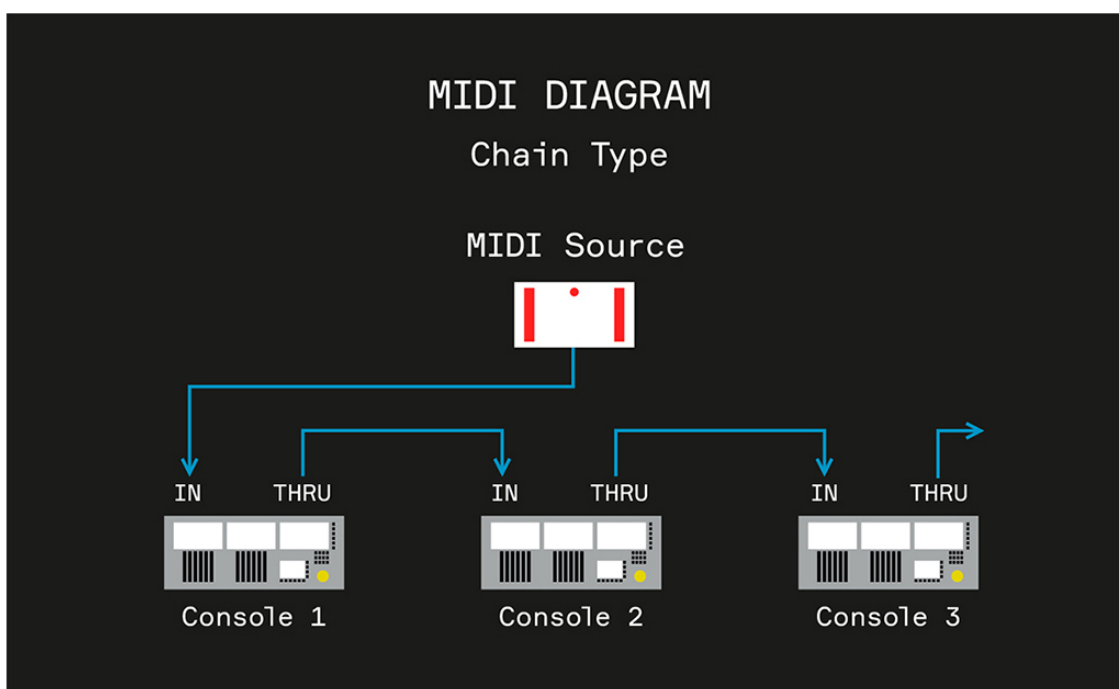 MIDI DIAGRAM
Chain Type
MIDI Source
IN THRU IN THRU IN THRU
Console 1 Console 2 Console 3